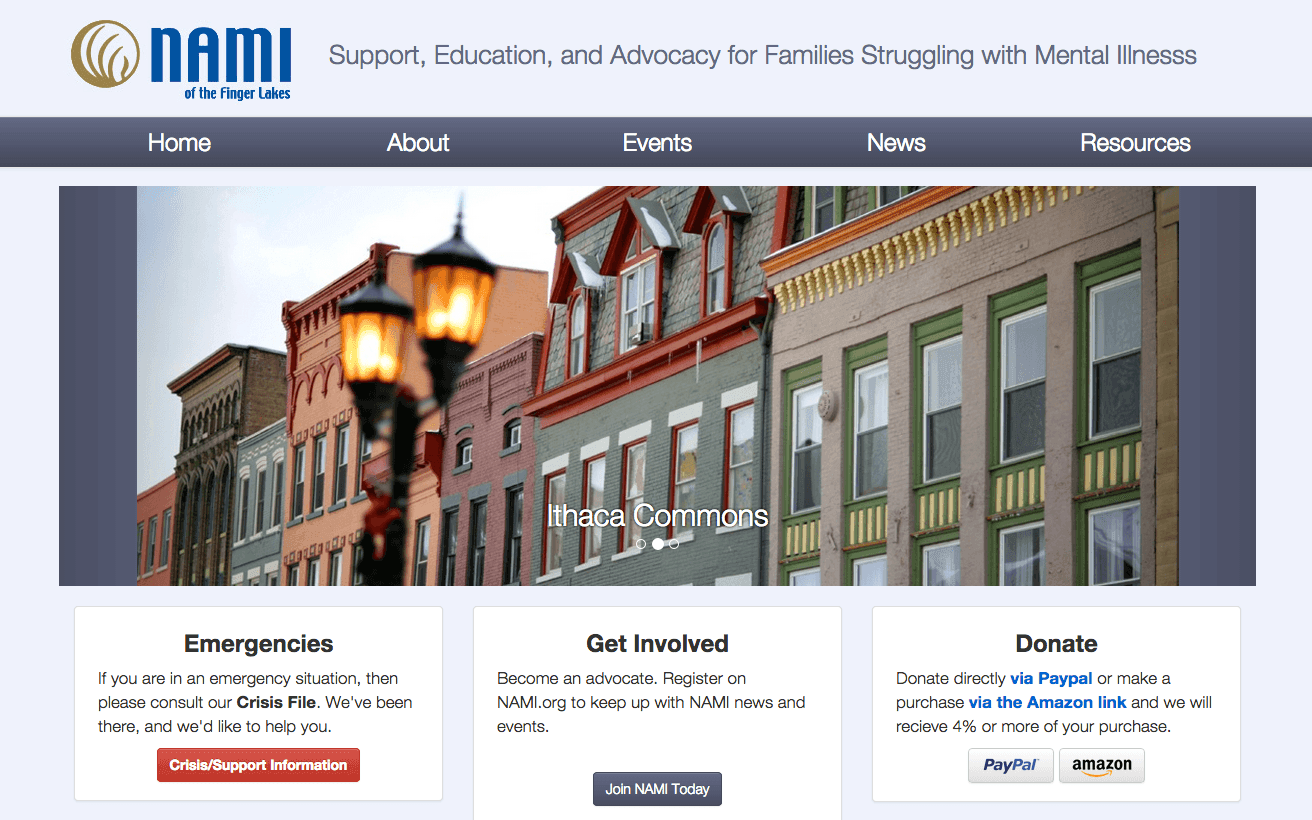 NAMI
of the Finger Lakes
Support, Education, and Advocacy for Families Struggling with Mental Illnesss
Home About Events News Resources
Ithaca Commons
Emergencies
If you are in an emergency situation, then
please consult our Crisis File. We've been
there, and we'd like to help you.
Crisis/Support Information
Get Involved
Become an advocate. Register on
NAMI.org to keep up with NAMI news and
events.
Join NAMI Today
Donate
Donate directly via Paypal or make a
purchase via the Amazon link and we will
recieve 4% or more of your purchase.
PayPal amazon